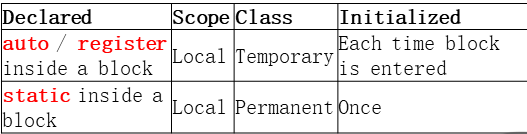 Declared Scope Class Initialized
auto / register inside a block Local Temporary Each time block is entered
static inside a block Local Permanent Once